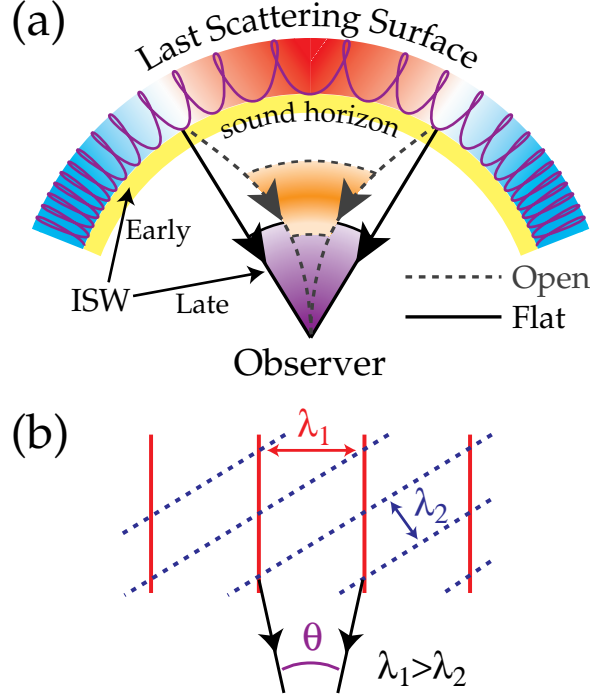 (a)
Last Scattering Surface
sound horizon
Early
ISW
Late
Open
Flat
Observer
(b)
λ1
λ2
θ
λ1>λ2